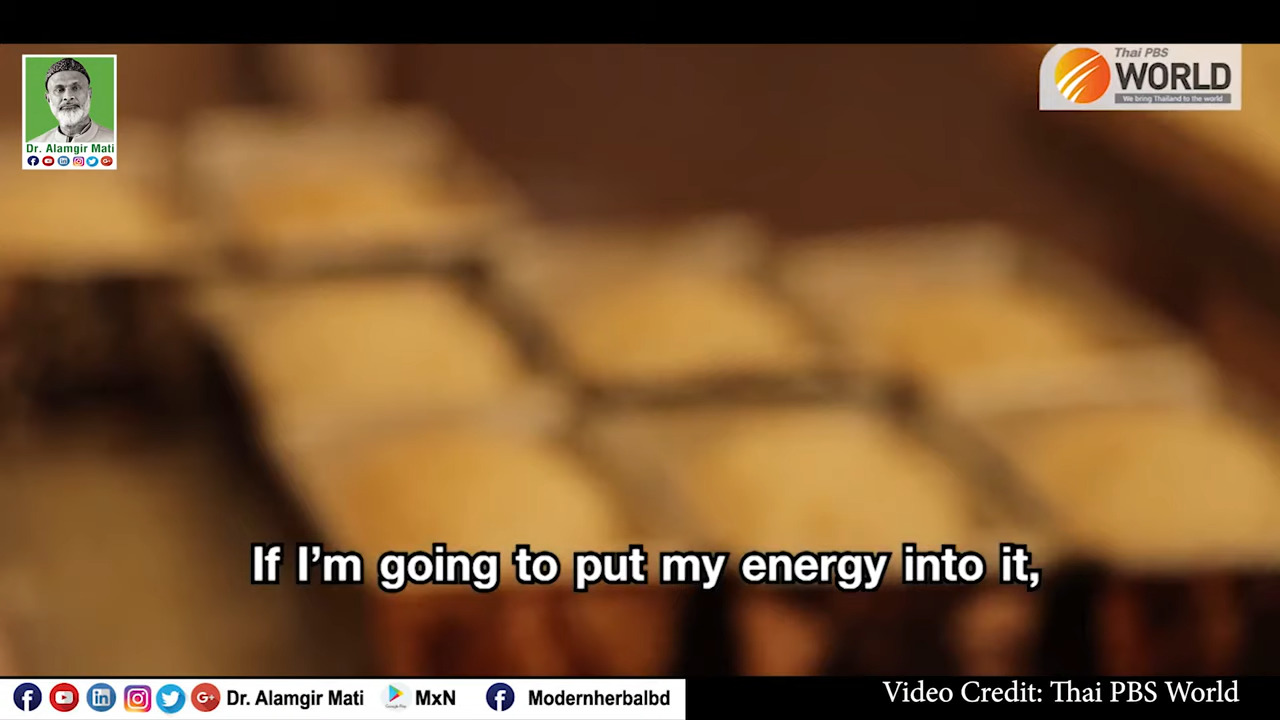 Thai PBS
WORLD
We bring Thailand to the world
Dr. Alamgir Mati
If I'm going to put my energy into it,
Dr. Alamgir Mati MxN Modernherbalbd
Video Credit: Thai PBS World